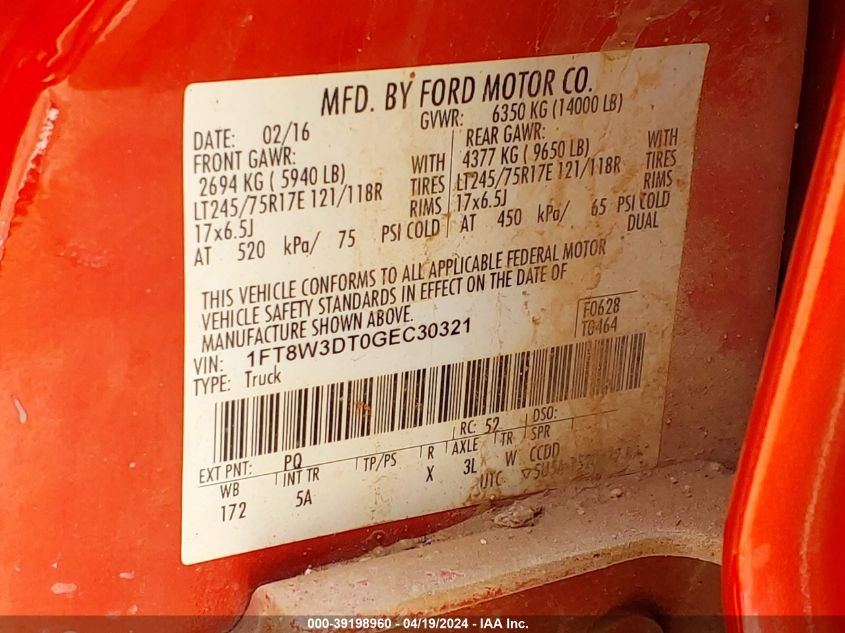 MFD. BY FORD MOTOR CO.
DATE: 02/16 GVWR: 6350 KG (14000 LB)
FRONT GAWR: REAR GAWR:
2694 KG ( 5940 LB) WITH 4377 KG ( 9650 LB) WITH
LT245/75R17E 121/118R TIRES LT245/75R17E 121/118R TIRES
17x6.5J RIMS 17x6.5J RIMS
AT 520 kPa/ 75 PSI COLD AT 450 kPa/ 65 PSI COLD
DUAL
THIS VEHICLE CONFORMS TO ALL APPLICABLE FEDERAL MOTOR
VEHICLE SAFETY STANDARDS IN EFFECT ON THE DATE OF
MANUFACTURE SHOWN ABOVE.
F0628
T0464
VIN: 1FT8W3DT0GEC30321
TYPE: Truck
RC: 52 DSO:
EXT PNT: PQ
WB INT TR TP/PS R AXLE TR SPR
172 5A X 3L W CCDD
UTC
000-39198960 - 04/19/2024 - IAA Inc.